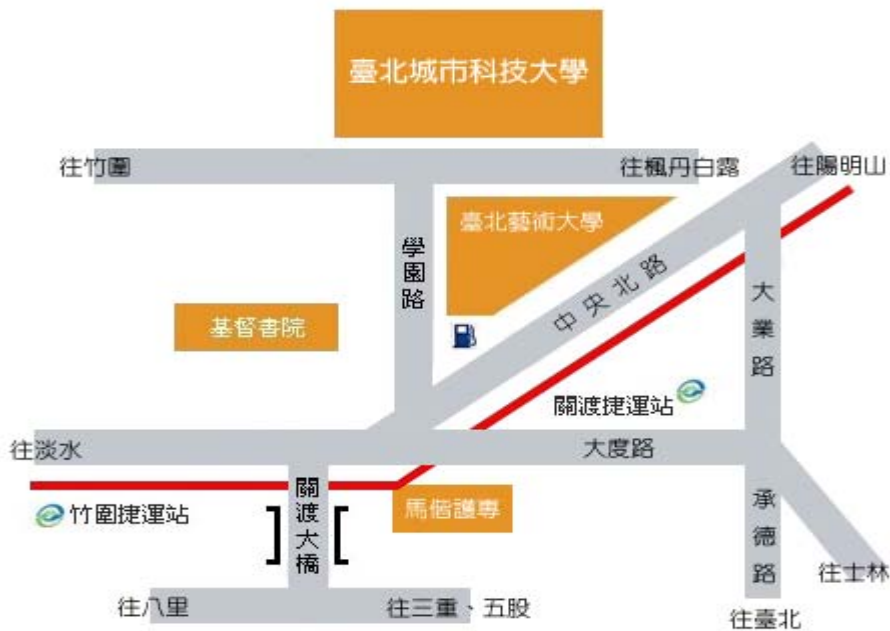 臺北城市科技大學
往竹圍
往楓丹白露
往陽明山
臺北藝術大學
學園路
中央北路
大業路
基督書院
關渡捷運站
往淡水
大度路
竹圍捷運站
關渡大橋
馬偕護專
承德路
往士林
往八里
往三重、五股
往臺北